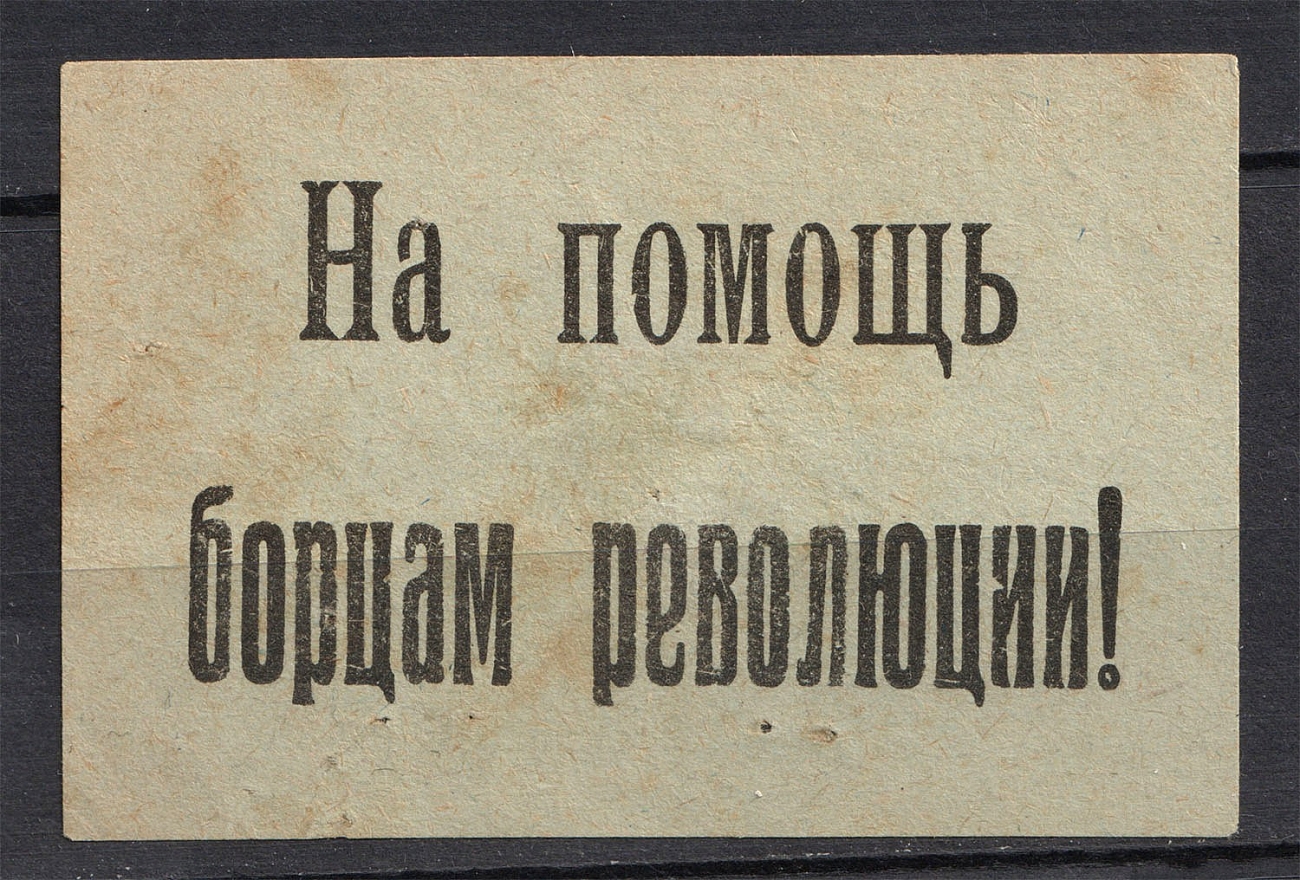 На помощь
борцам революции!